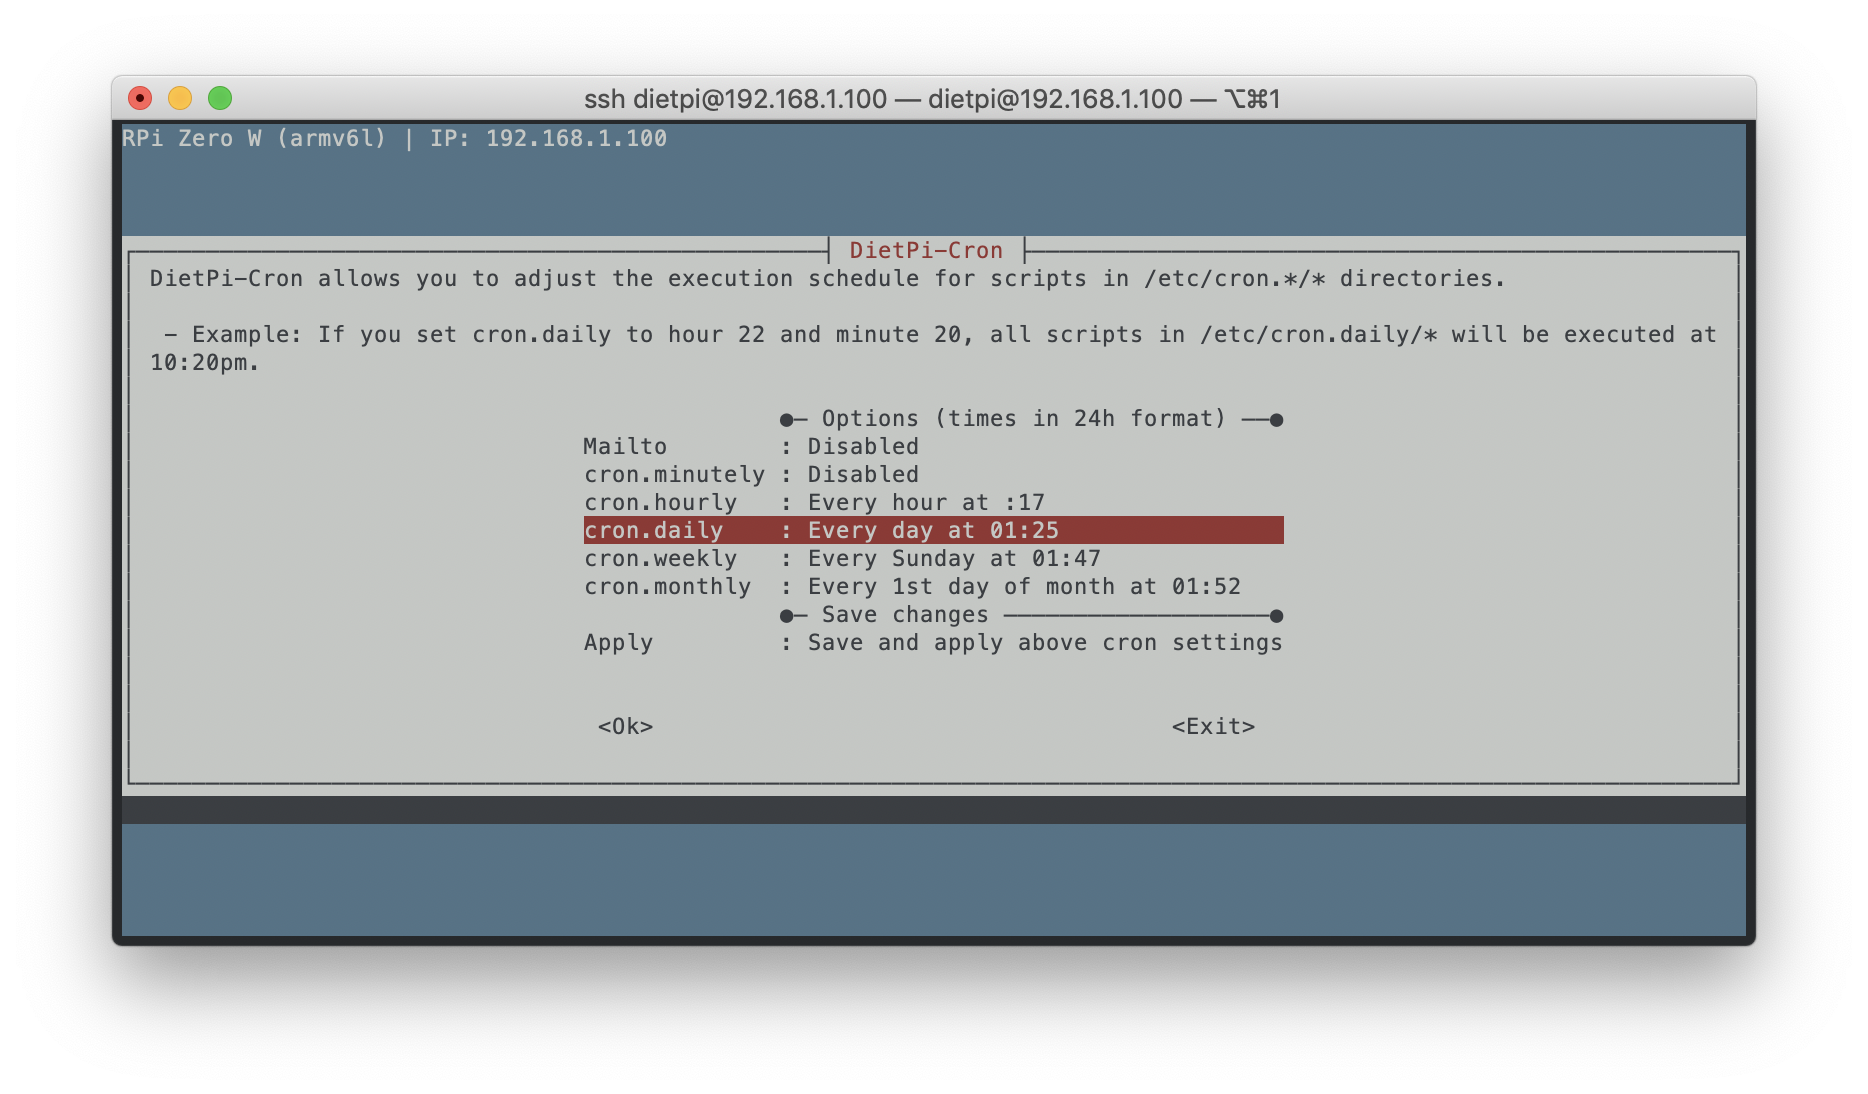 ssh dietpi@192.168.1.100 — dietpi@192.168.1.100 — ⌥⌘1
RPi Zero W (armv6l) | IP: 192.168.1.100
DietPi-Cron
DietPi-Cron allows you to adjust the execution schedule for scripts in /etc/cron.*/* directories.
- Example: If you set cron.daily to hour 22 and minute 20, all scripts in /etc/cron.daily/* will be executed at
10:20pm.
●─ Options (times in 24h format) ──●
Mailto : Disabled
cron.minutely : Disabled
cron.hourly : Every hour at :17
cron.daily : Every day at 01:25
cron.weekly : Every Sunday at 01:47
cron.monthly : Every 1st day of month at 01:52
●─ Save changes ───────────────────●
Apply : Save and apply above cron settings
<Ok> <Exit>